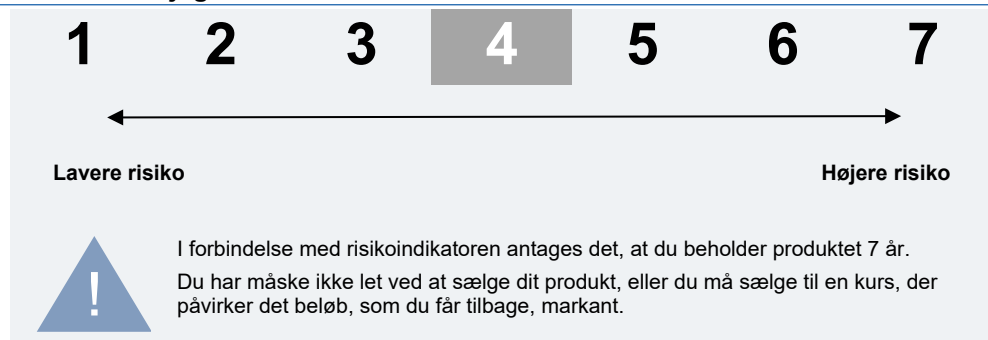 1 2 3 4 5 6 7
Lavere risiko Højere risiko
!
I forbindelse med risikoindikatoren antages det, at du beholder produktet 7 år.
Du har måske ikke let ved at sælge dit produkt, eller du må sælge til en kurs, der
påvirker det beløb, som du får tilbage, markant.